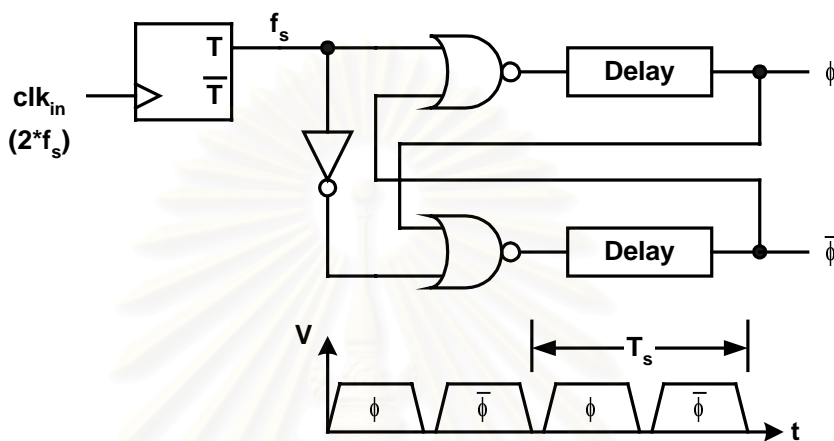 f_s
T
T̅
clk_in
(2*f_s)
Delay
ϕ
Delay
ϕ̅
V
T_s
ϕ ϕ̅ ϕ ϕ̅
t